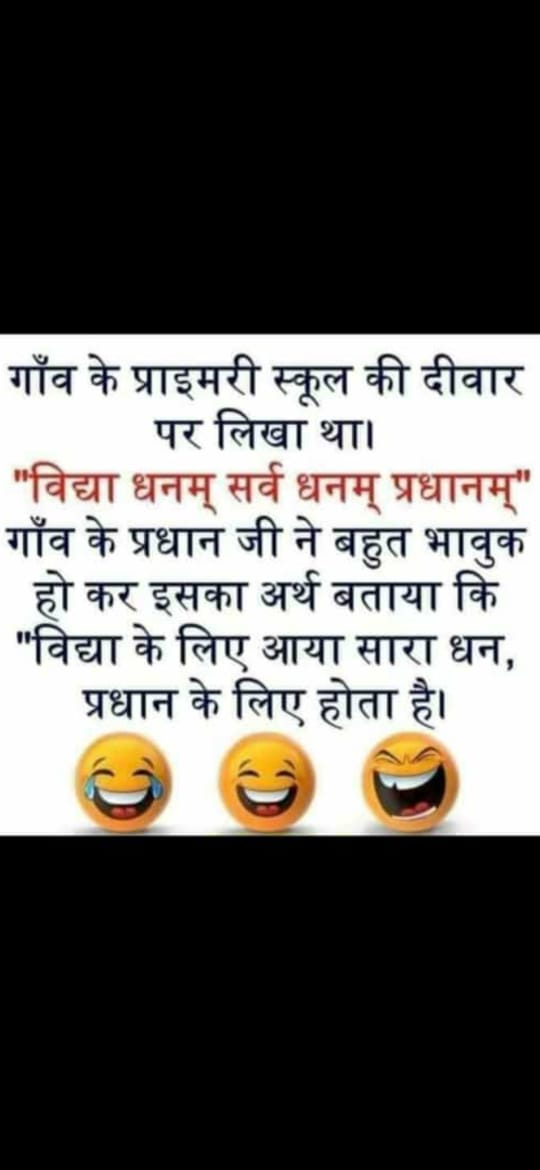 गाँव के प्राइमरी स्कूल की दीवार
पर लिखा था।
"विद्या धनम् सर्व धनम् प्रधानम्"
गाँव के प्रधान जी ने बहुत भावुक
हो कर इसका अर्थ बताया कि
"विद्या के लिए आया सारा धन,
प्रधान के लिए होता है।